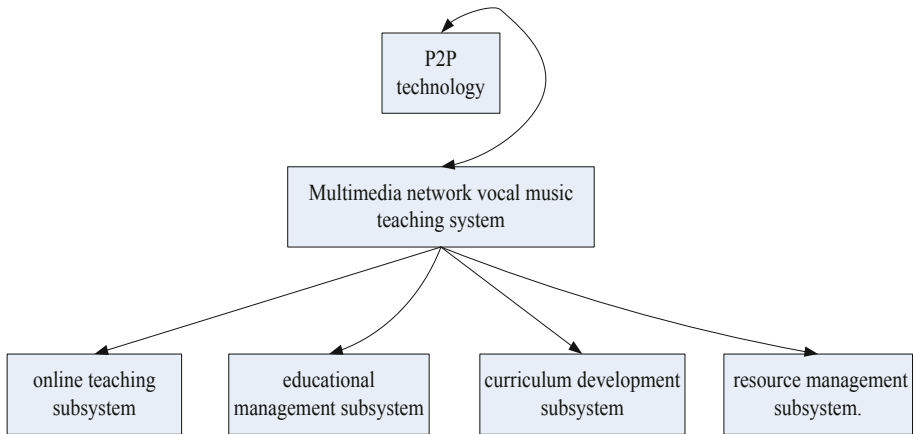 P2P
technology
Multimedia network vocal music
teaching system
online teaching
subsystem
educational
management subsystem
curriculum development
subsystem
resource management
subsystem.